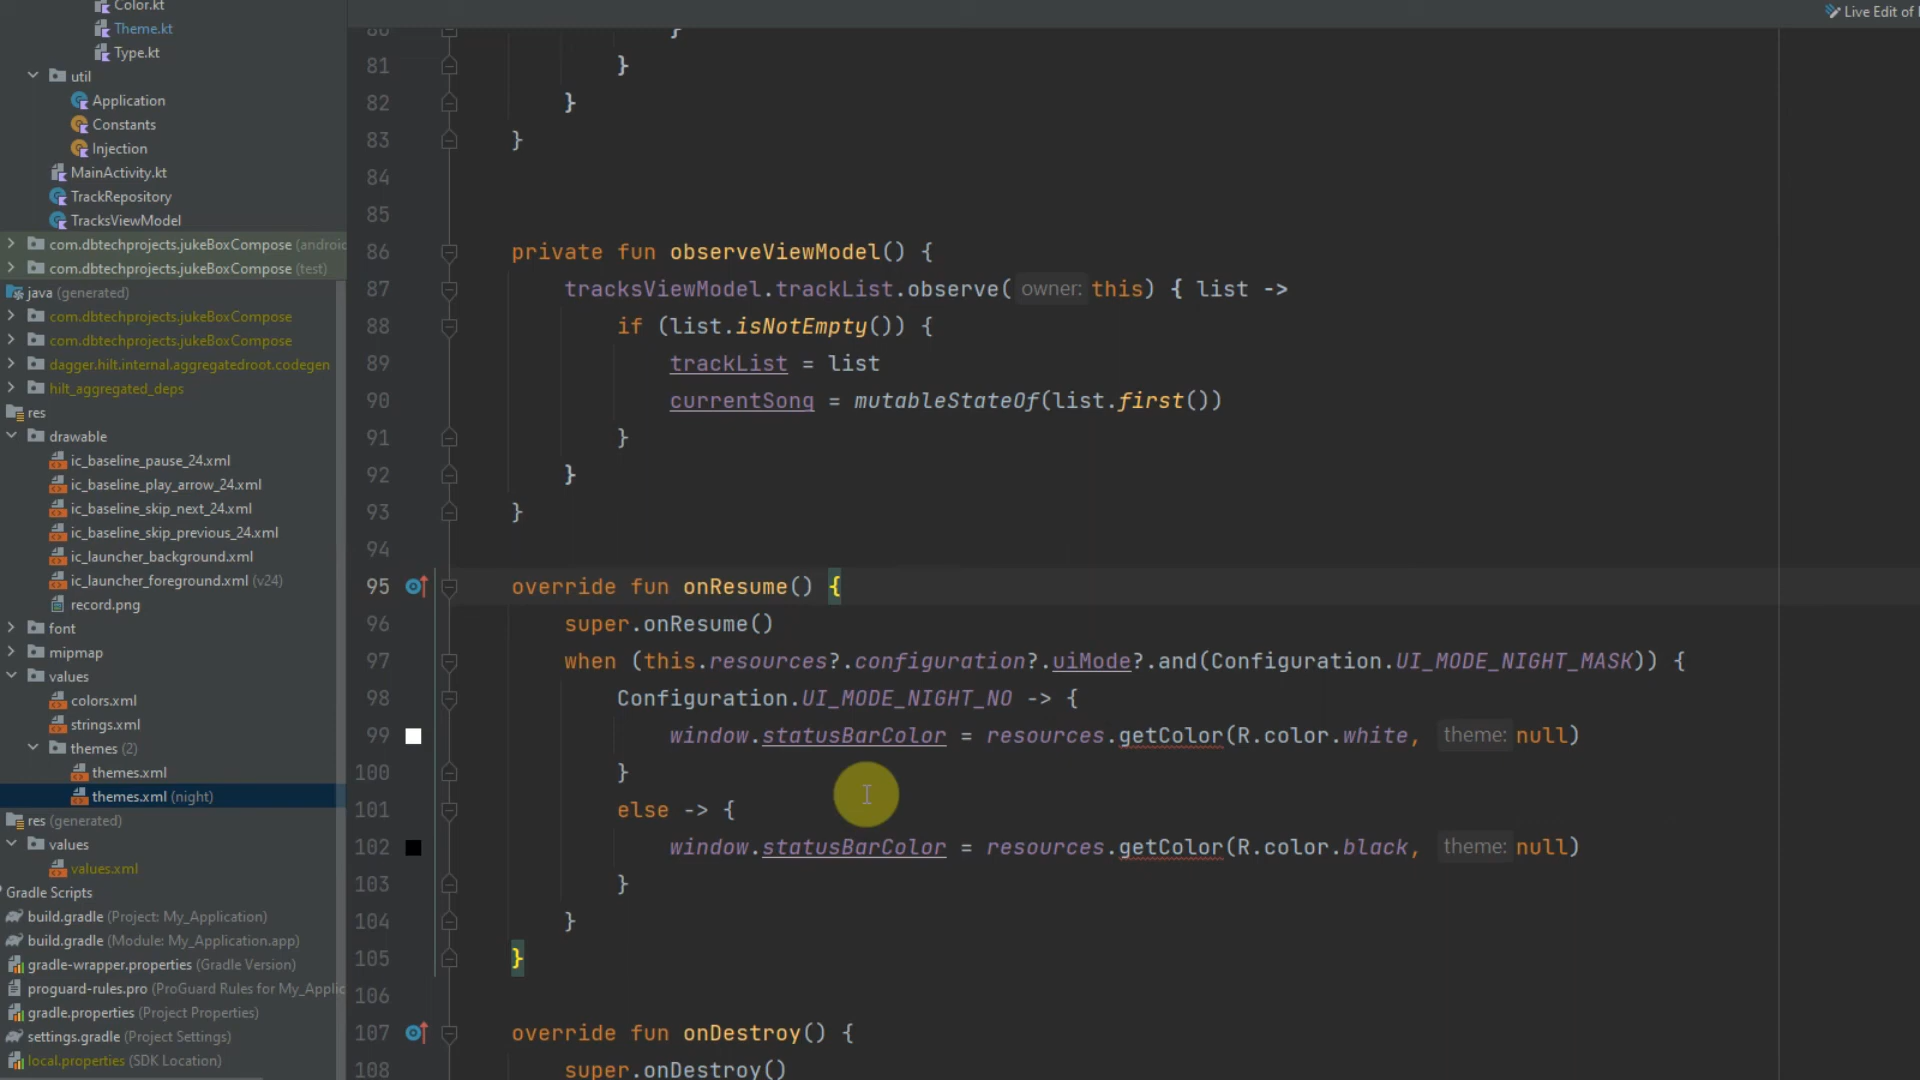 Color.kt
Theme.kt
Type.kt
util
Application
Constants
Injection
MainActivity.kt
TrackRepository
TracksViewModel
com.dbtechprojects.jukeBoxCompose (androi
com.dbtechprojects.jukeBoxCompose (test)
java (generated)
com.dbtechprojects.jukeBoxCompose
com.dbtechprojects.jukeBoxCompose
dagger.hilt.internal.aggregatedroot.codegen
hilt_aggregated_deps
res
drawable
ic_baseline_pause_24.xml
ic_baseline_play_arrow_24.xml
ic_baseline_skip_next_24.xml
ic_baseline_skip_previous_24.xml
ic_launcher_background.xml
ic_launcher_foreground.xml (v24)
record.png
font
mipmap
values
colors.xml
strings.xml
themes (2)
themes.xml
themes.xml (night)
res (generated)
values
values.xml
Gradle Scripts
build.gradle (Project: My_Application)
build.gradle (Module: My_Application.app)
gradle-wrapper.properties (Gradle Version)
proguard-rules.pro (ProGuard Rules for My_Applic
gradle.properties (Project Properties)
settings.gradle (Project Settings)
local.properties (SDK Location)
Live Edit of
80 }
81 }
82 }
83 }
84
85
86 private fun observeViewModel() {
87 tracksViewModel.trackList.observe( owner: this) { list ->
88 if (list.isNotEmpty()) {
89 trackList = list
90 currentSong = mutableStateOf(list.first())
91 }
92 }
93 }
94
95 override fun onResume() {
96 super.onResume()
97 when (this.resources?.configuration?.uiMode?.and(Configuration.UI_MODE_NIGHT_MASK)) {
98 Configuration.UI_MODE_NIGHT_NO -> {
99 window.statusBarColor = resources.getColor(R.color.white, theme: null)
100 }
101 else -> {
102 window.statusBarColor = resources.getColor(R.color.black, theme: null)
103 }
104 }
105 }
106
107 override fun onDestroy() {
108 super.onDestroy()